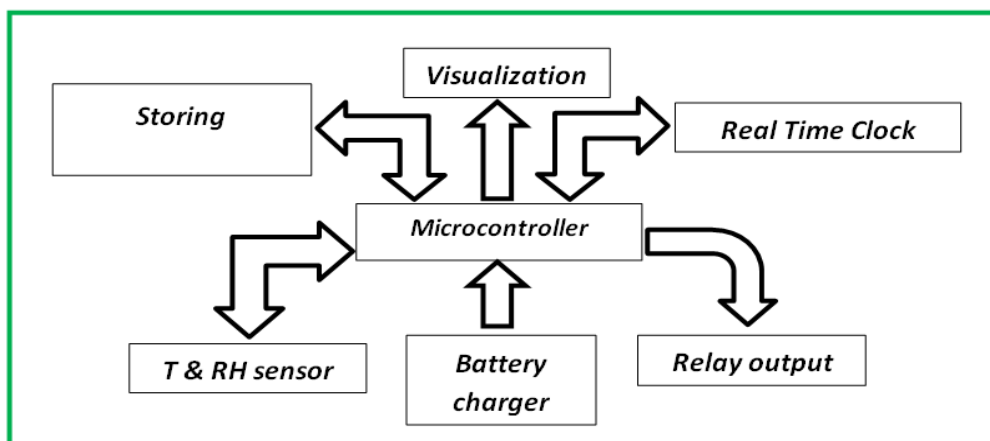 Visualization
Storing
Real Time Clock
Microcontroller
T & RH sensor
Battery
charger
Relay output